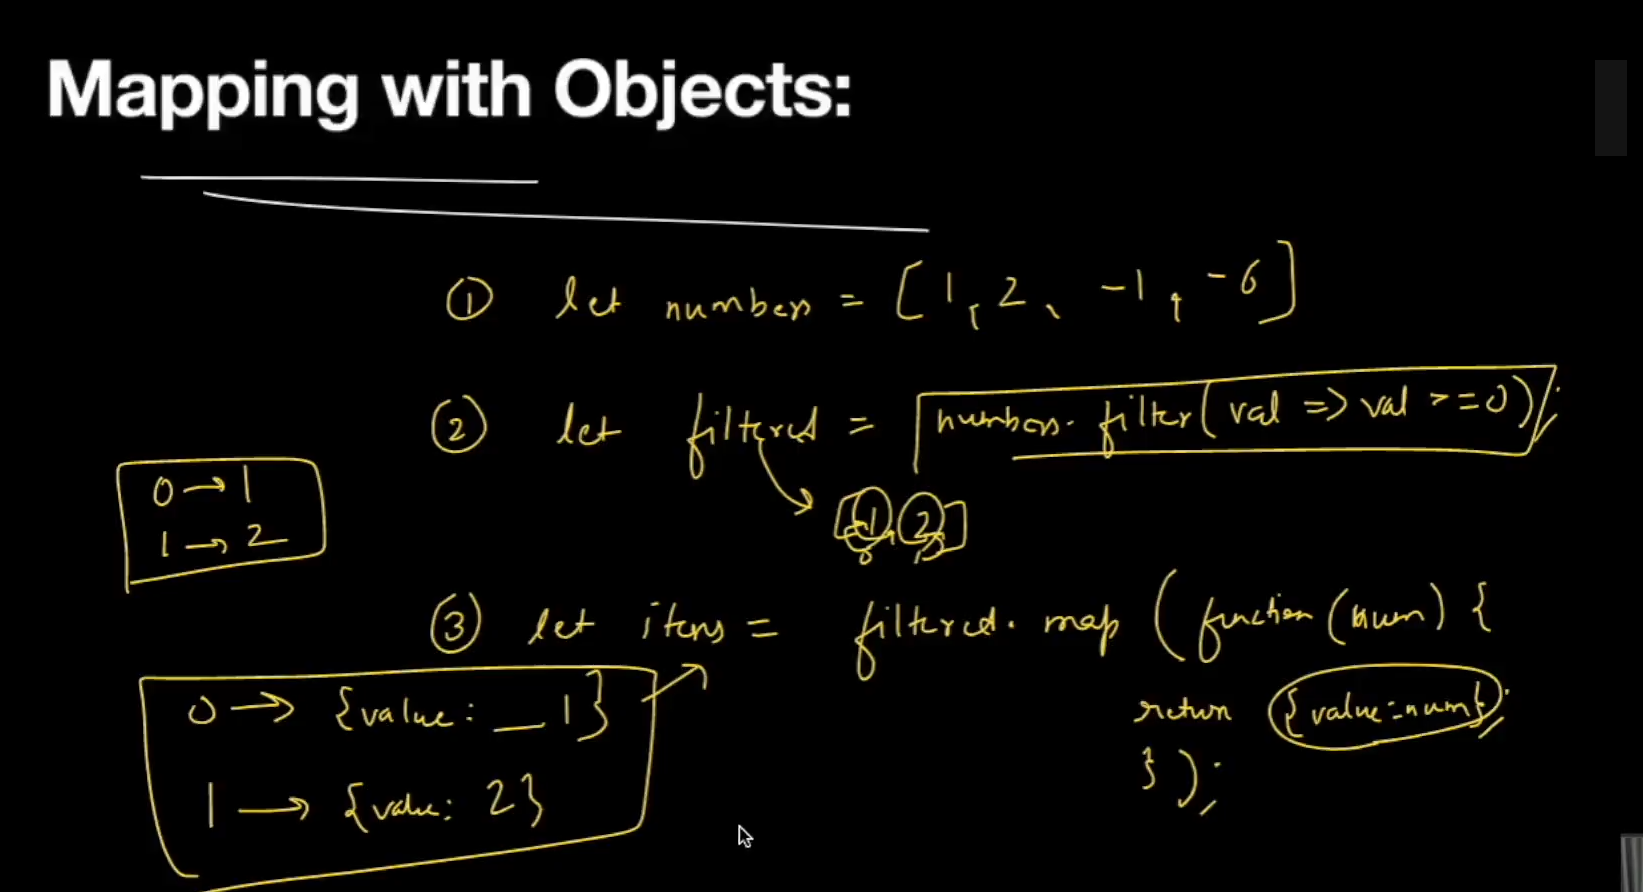 Mapping with Objects:
① let numbers = [1, 2, -1, -6]
② let filtered = numbers.filter(val => val >=0);
0 → 1
1 → 2
[1, 2]
0 1
③ let items = filtered.map(function(num) {
return {value:num};
});
0 → {value: _ 1}
1 → {value: 2}